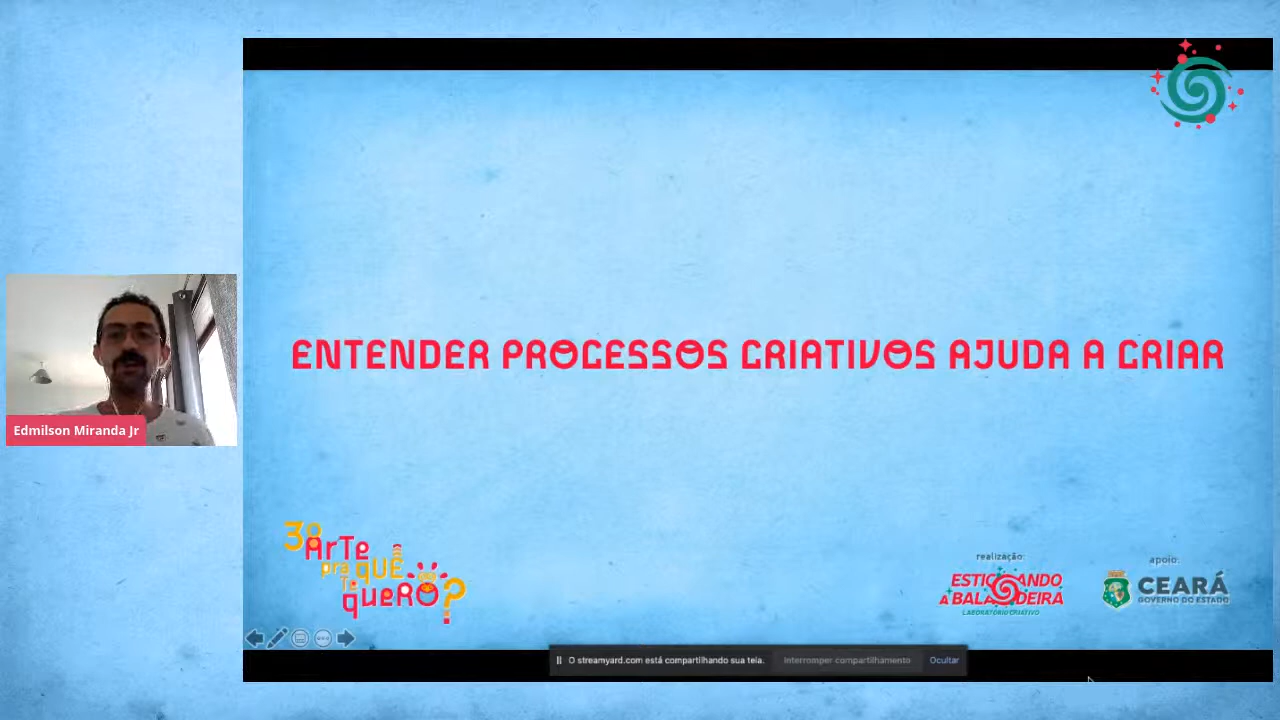 ENTENDER PROCESSOS CRIATIVOS AJUDA A CRIAR
Edmilson Miranda Jr
3º
ArTe
pra quÊ
Te
queRO?
realização:
ESTICANDO
A BALADEIRA
LABORATÓRIO CRIATIVO
apoio:
CEARÁ
GOVERNO DO ESTADO
O streamyard.com está compartilhando sua tela.
Interromper compartilhamento
Ocultar